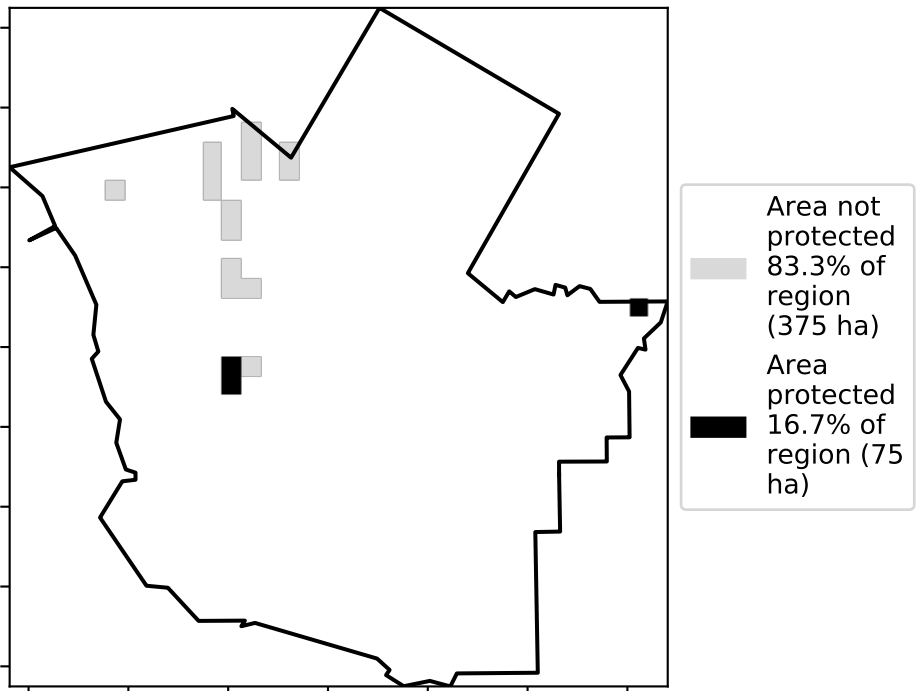 Area not
protected
83.3% of
region
(375 ha)
Area
protected
16.7% of
region (75
ha)